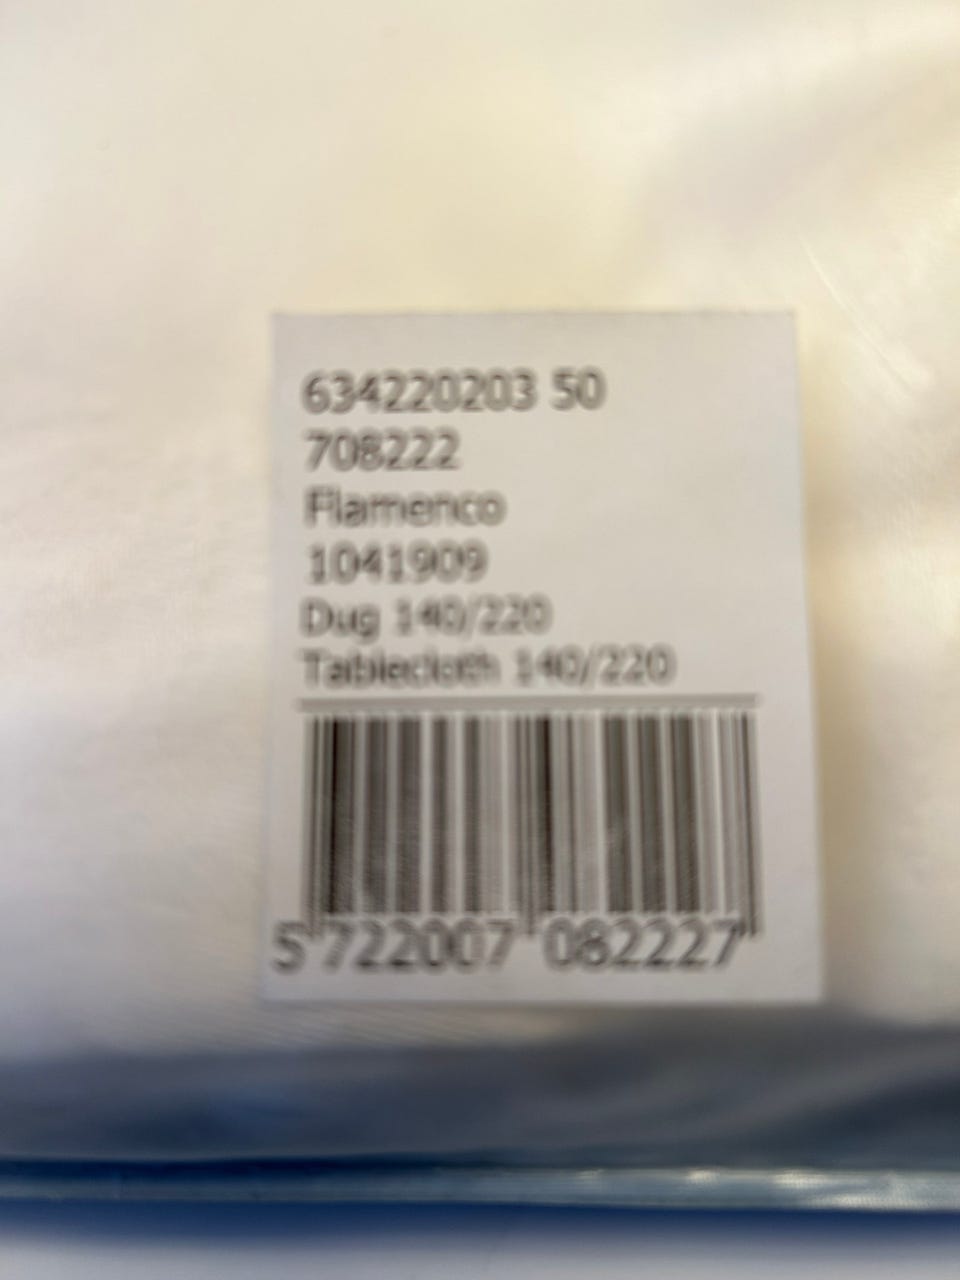 634220203 50
708222
Flamenco
1041909
Dug 140/220
Tablecloth 140/220
5 722007 082227